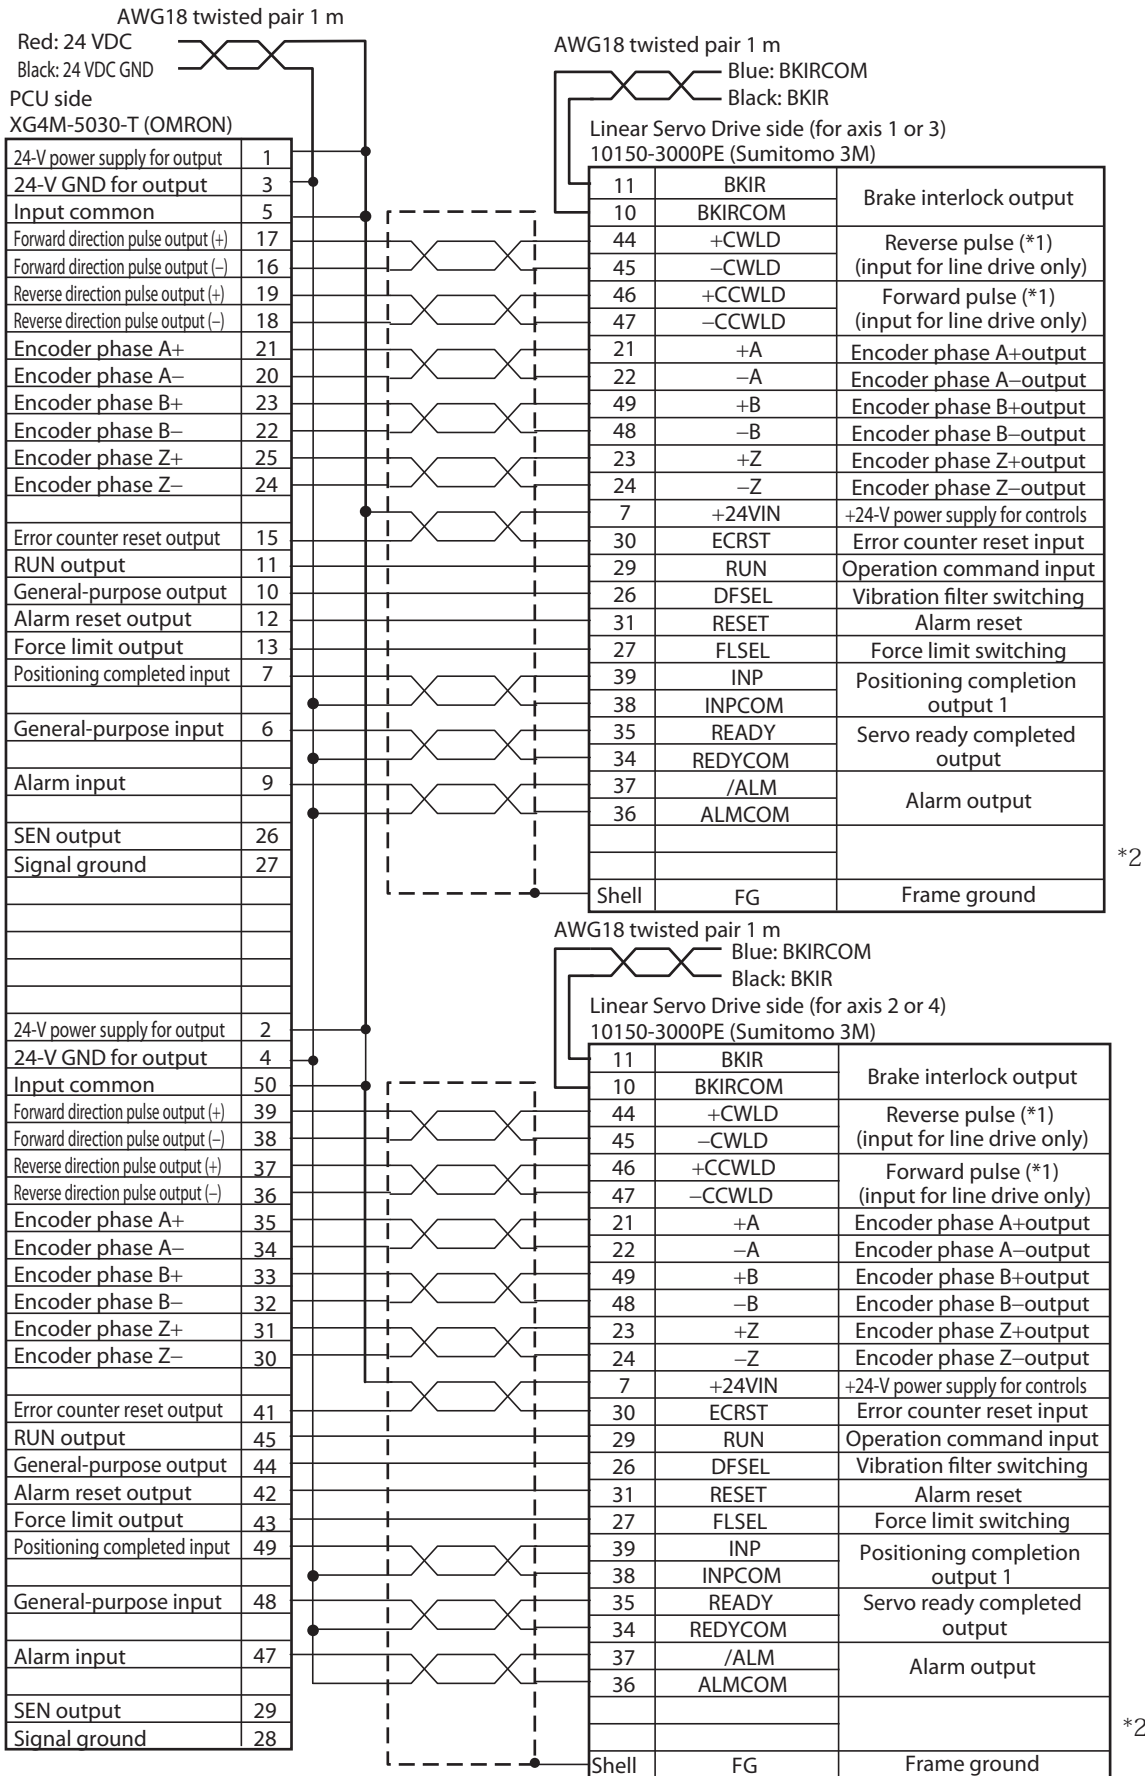 AWG18 twisted pair 1 m
Red: 24 VDC
Black: 24 VDC GND
PCU side
XG4M-5030-T (OMRON)
24-V power supply for output 1
24-V GND for output 3
Input common 5
Forward direction pulse output (+) 17
Forward direction pulse output (−) 16
Reverse direction pulse output (+) 19
Reverse direction pulse output (−) 18
Encoder phase A+ 21
Encoder phase A− 20
Encoder phase B+ 23
Encoder phase B− 22
Encoder phase Z+ 25
Encoder phase Z− 24
Error counter reset output 15
RUN output 11
General-purpose output 10
Alarm reset output 12
Force limit output 13
Positioning completed input 7
General-purpose input 6
Alarm input 9
SEN output 26
Signal ground 27
24-V power supply for output 2
24-V GND for output 4
Input common 50
Forward direction pulse output (+) 39
Forward direction pulse output (−) 38
Reverse direction pulse output (+) 37
Reverse direction pulse output (−) 36
Encoder phase A+ 35
Encoder phase A− 34
Encoder phase B+ 33
Encoder phase B− 32
Encoder phase Z+ 31
Encoder phase Z− 30
Error counter reset output 41
RUN output 45
General-purpose output 44
Alarm reset output 42
Force limit output 43
Positioning completed input 49
General-purpose input 48
Alarm input 47
SEN output 29
Signal ground 28
AWG18 twisted pair 1 m
Blue: BKIRCOM
Black: BKIR
Linear Servo Drive side (for axis 1 or 3)
10150-3000PE (Sumitomo 3M)
11 BKIR Brake interlock output
10 BKIRCOM
44 +CWLD Reverse pulse (*1)
45 −CWLD (input for line drive only)
46 +CCWLD Forward pulse (*1)
47 −CCWLD (input for line drive only)
21 +A Encoder phase A+output
22 −A Encoder phase A−output
49 +B Encoder phase B+output
48 −B Encoder phase B−output
23 +Z Encoder phase Z+output
24 −Z Encoder phase Z−output
7 +24VIN +24-V power supply for controls
30 ECRST Error counter reset input
29 RUN Operation command input
26 DFSEL Vibration filter switching
31 RESET Alarm reset
27 FLSEL Force limit switching
39 INP Positioning completion
38 INPCOM output 1
35 READY Servo ready completed
34 REDYCOM output
37 /ALM Alarm output
36 ALMCOM
*2
Shell FG Frame ground
AWG18 twisted pair 1 m
Blue: BKIRCOM
Black: BKIR
Linear Servo Drive side (for axis 2 or 4)
10150-3000PE (Sumitomo 3M)
11 BKIR Brake interlock output
10 BKIRCOM
44 +CWLD Reverse pulse (*1)
45 −CWLD (input for line drive only)
46 +CCWLD Forward pulse (*1)
47 −CCWLD (input for line drive only)
21 +A Encoder phase A+output
22 −A Encoder phase A−output
49 +B Encoder phase B+output
48 −B Encoder phase B−output
23 +Z Encoder phase Z+output
24 −Z Encoder phase Z−output
7 +24VIN +24-V power supply for controls
30 ECRST Error counter reset input
29 RUN Operation command input
26 DFSEL Vibration filter switching
31 RESET Alarm reset
27 FLSEL Force limit switching
39 INP Positioning completion
38 INPCOM output 1
35 READY Servo ready completed
34 REDYCOM output
37 /ALM Alarm output
36 ALMCOM
*2
Shell FG Frame ground